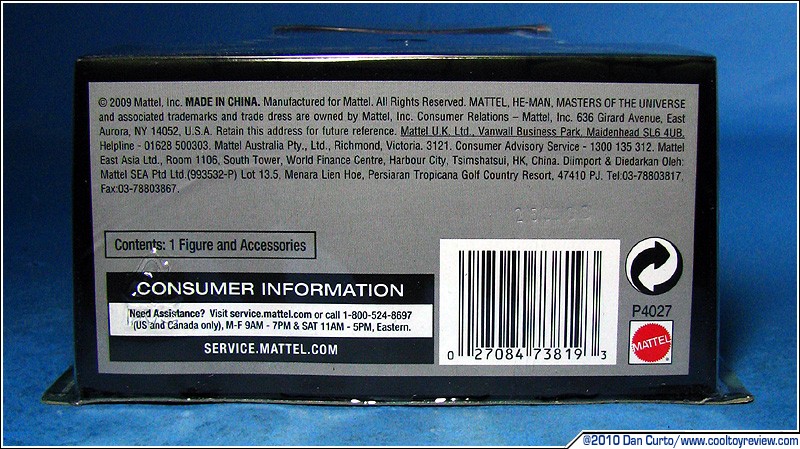 © 2009 Mattel, Inc. MADE IN CHINA. Manufactured for Mattel. All Rights Reserved. MATTEL, HE-MAN, MASTERS OF THE UNIVERSE
and associated trademarks and trade dress are owned by Mattel, Inc. Consumer Relations – Mattel, Inc. 636 Girard Avenue, East
Aurora, NY 14052, U.S.A. Retain this address for future reference. Mattel U.K. Ltd., Vanwall Business Park, Maidenhead SL6 4UB.
Helpline - 01628 500303. Mattel Australia Pty., Ltd., Richmond, Victoria. 3121. Consumer Advisory Service - 1300 135 312. Mattel
East Asia Ltd., Room 1106, South Tower, World Finance Centre, Harbour City, Tsimshatsui, HK, China. Diimport & Diedarkan Oleh:
Mattel SEA Ptd Ltd.(993532-P) Lot 13.5, Menara Lien Hoe, Persiaran Tropicana Golf Country Resort, 47410 PJ. Tel:03-78803817,
Fax:03-78803867.
Contents: 1 Figure and Accessories
CONSUMER INFORMATION
Need Assistance? Visit service.mattel.com or call 1-800-524-8697
(US and Canada only), M-F 9AM - 7PM & SAT 11AM - 5PM, Eastern.
SERVICE.MATTEL.COM
0 27084 73819 3
P4027
MATTEL
©2010 Dan Curto/www.cooltoyreview.com